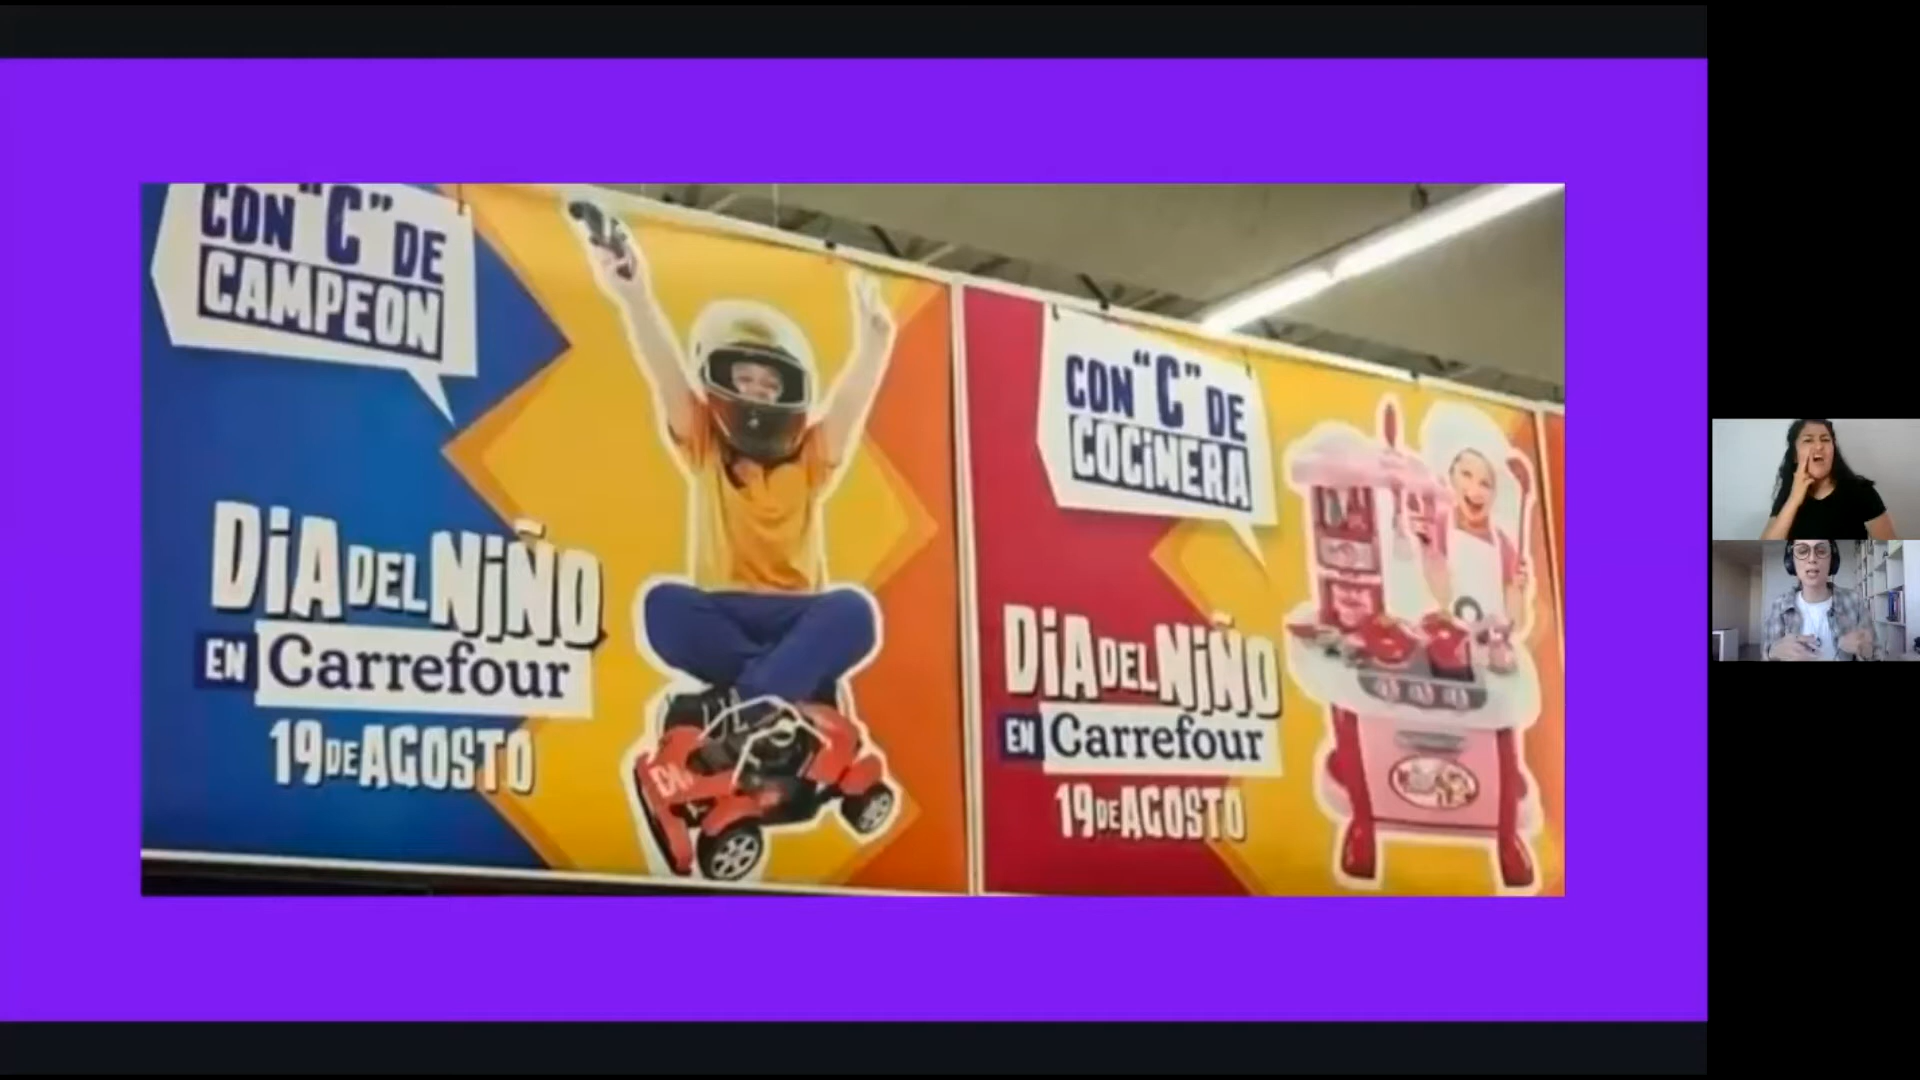 CON "C" DE
CAMPEON
DiA DEL NiÑO
EN Carrefour
19 DE AGOSTO
CON "C" DE
COCiNERA
DiA DEL NiÑO
EN Carrefour
19 DE AGOSTO